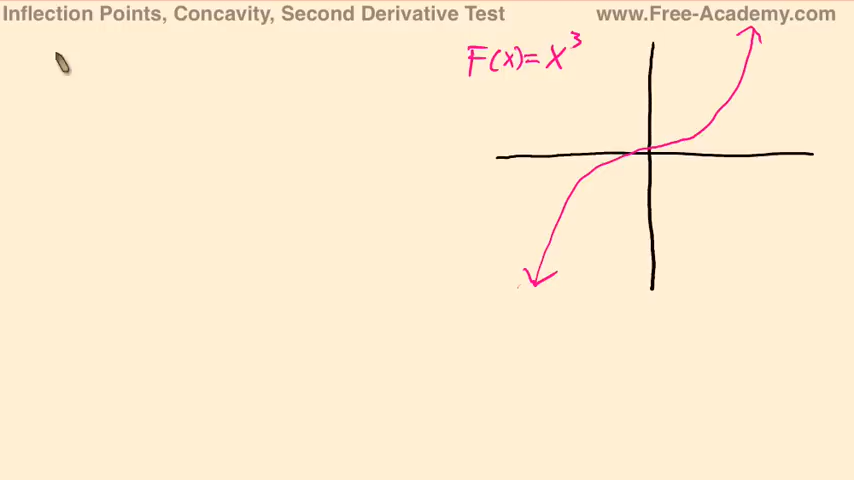 Inflection Points, Concavity, Second Derivative Test www.Free-Academy.com
F(x)=x³